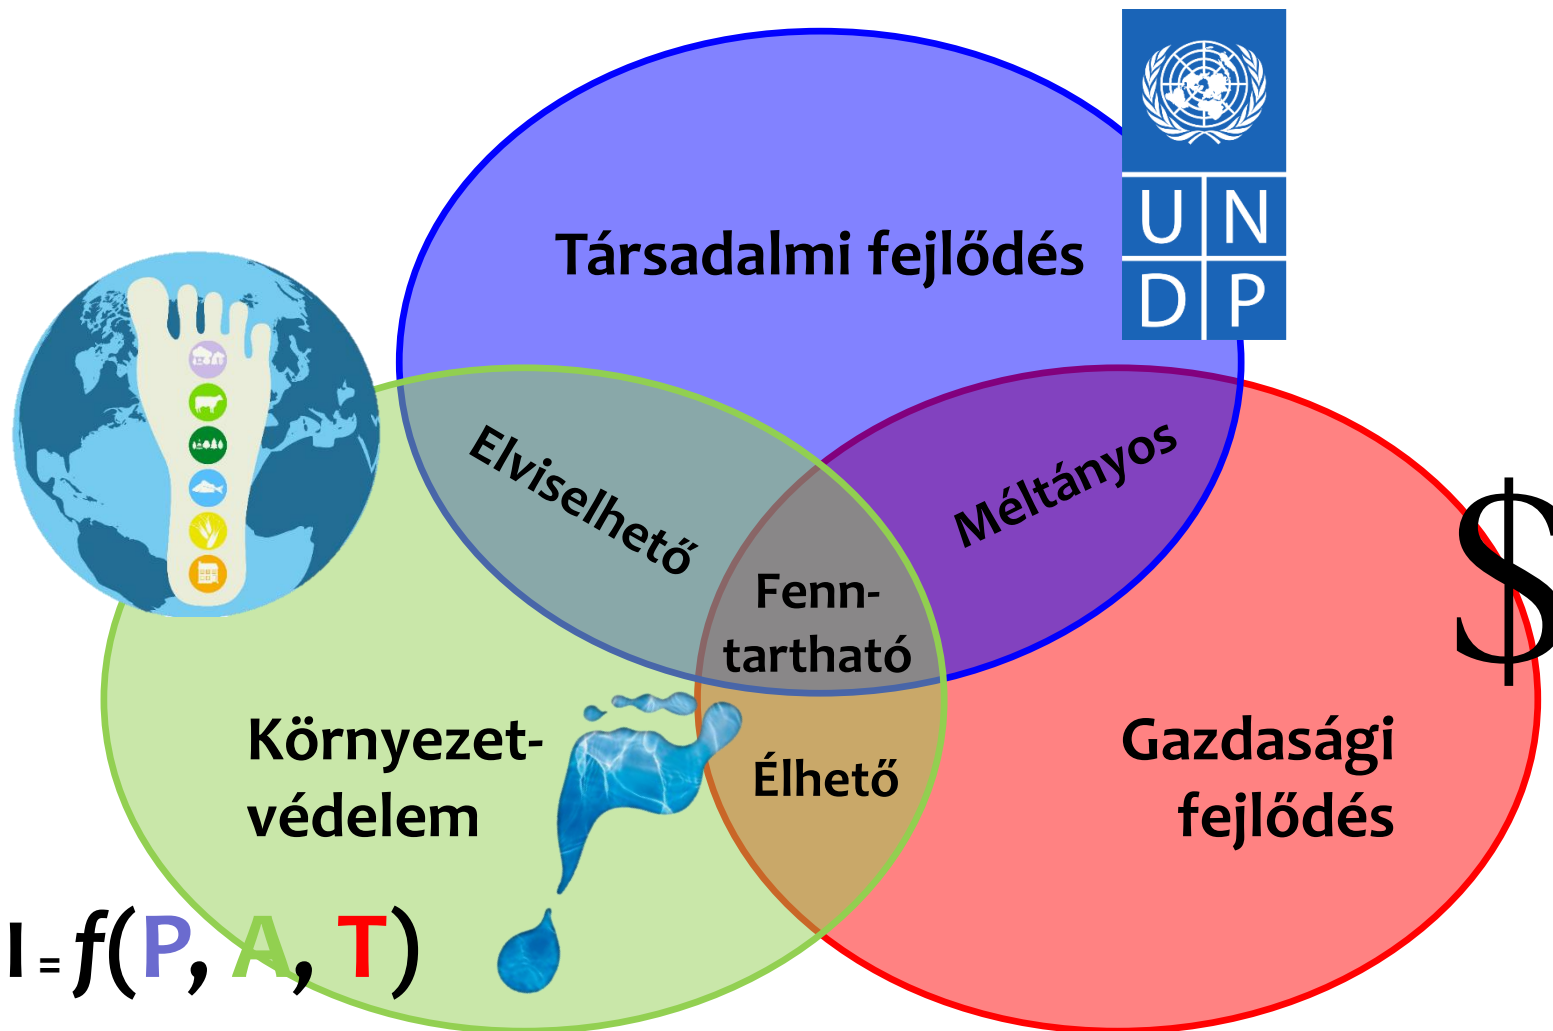 Társadalmi fejlődés
U N
D P
Elviselhető
Méltányos
Fenn-
tartható
$
Környezet-
védelem
Élhető
Gazdasági
fejlődés
I = f(P, A, T)